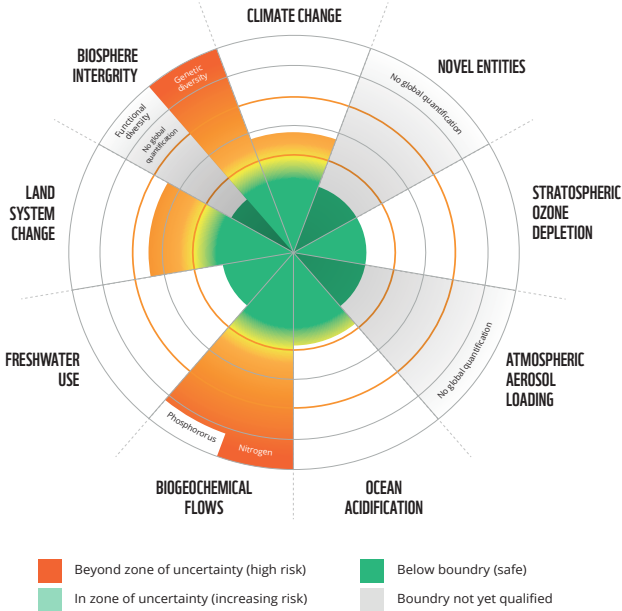 CLIMATE CHANGE
BIOSPHERE
INTERGRITY
NOVEL ENTITIES
Genetic
diversity
Functional
diversity
No global
quantification
No global quantification
LAND
SYSTEM
CHANGE
STRATOSPHERIC
OZONE
DEPLETION
FRESHWATER
USE
No global quantification
ATMOSPHERIC
AEROSOL
LOADING
Phosphororus
Nitrogen
BIOGEOCHEMICAL
FLOWS
OCEAN
ACIDIFICATION
Beyond zone of uncertainty (high risk)
Below boundry (safe)
In zone of uncertainty (increasing risk)
Boundry not yet qualified